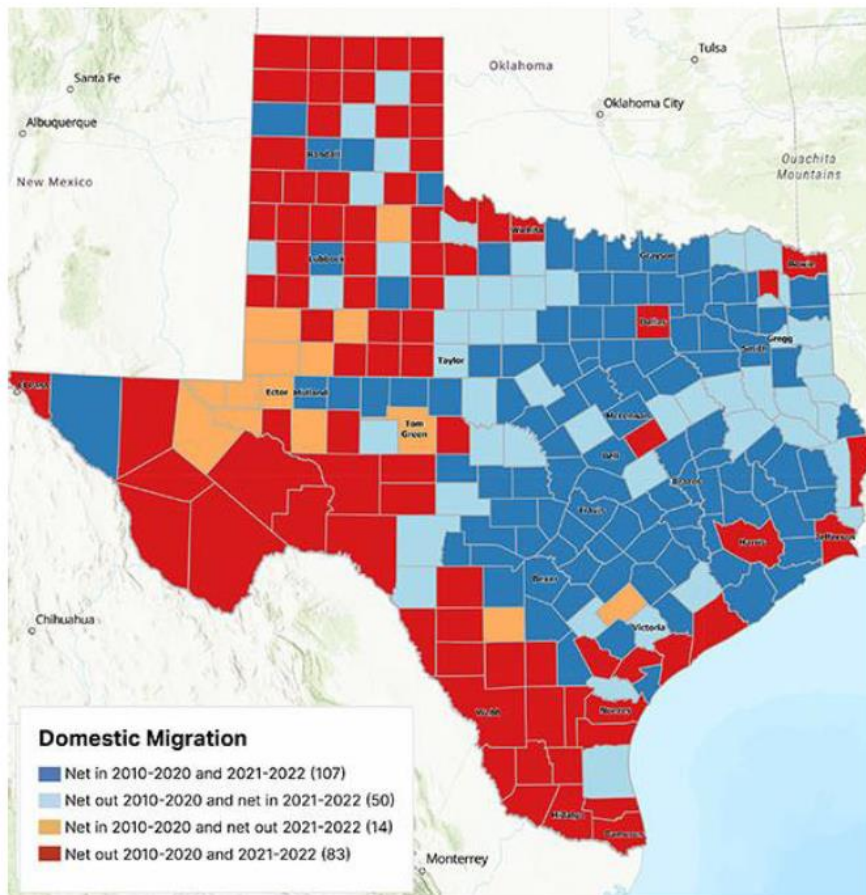 Tulsa
Santa Fe
Oklahoma
Oklahoma City
Albuquerque
Ouachita
Mountains
Randall
New Mexico
Wichita
Lubbock
Grayson
Bowie
Dallas
Gregg
Smith
Taylor
El Paso
Ector
Midland
McLennan
Tom
Green
Bell
Brazos
Travis
Harris
Jefferson
Bexar
Chihuahua
Victoria
Webb
Nueces
Domestic Migration
Net in 2010-2020 and 2021-2022 (107)
Net out 2010-2020 and net in 2021-2022 (50)
Net in 2010-2020 and net out 2021-2022 (14)
Net out 2010-2020 and 2021-2022 (83)
Hidalgo
Cameron
Monterrey